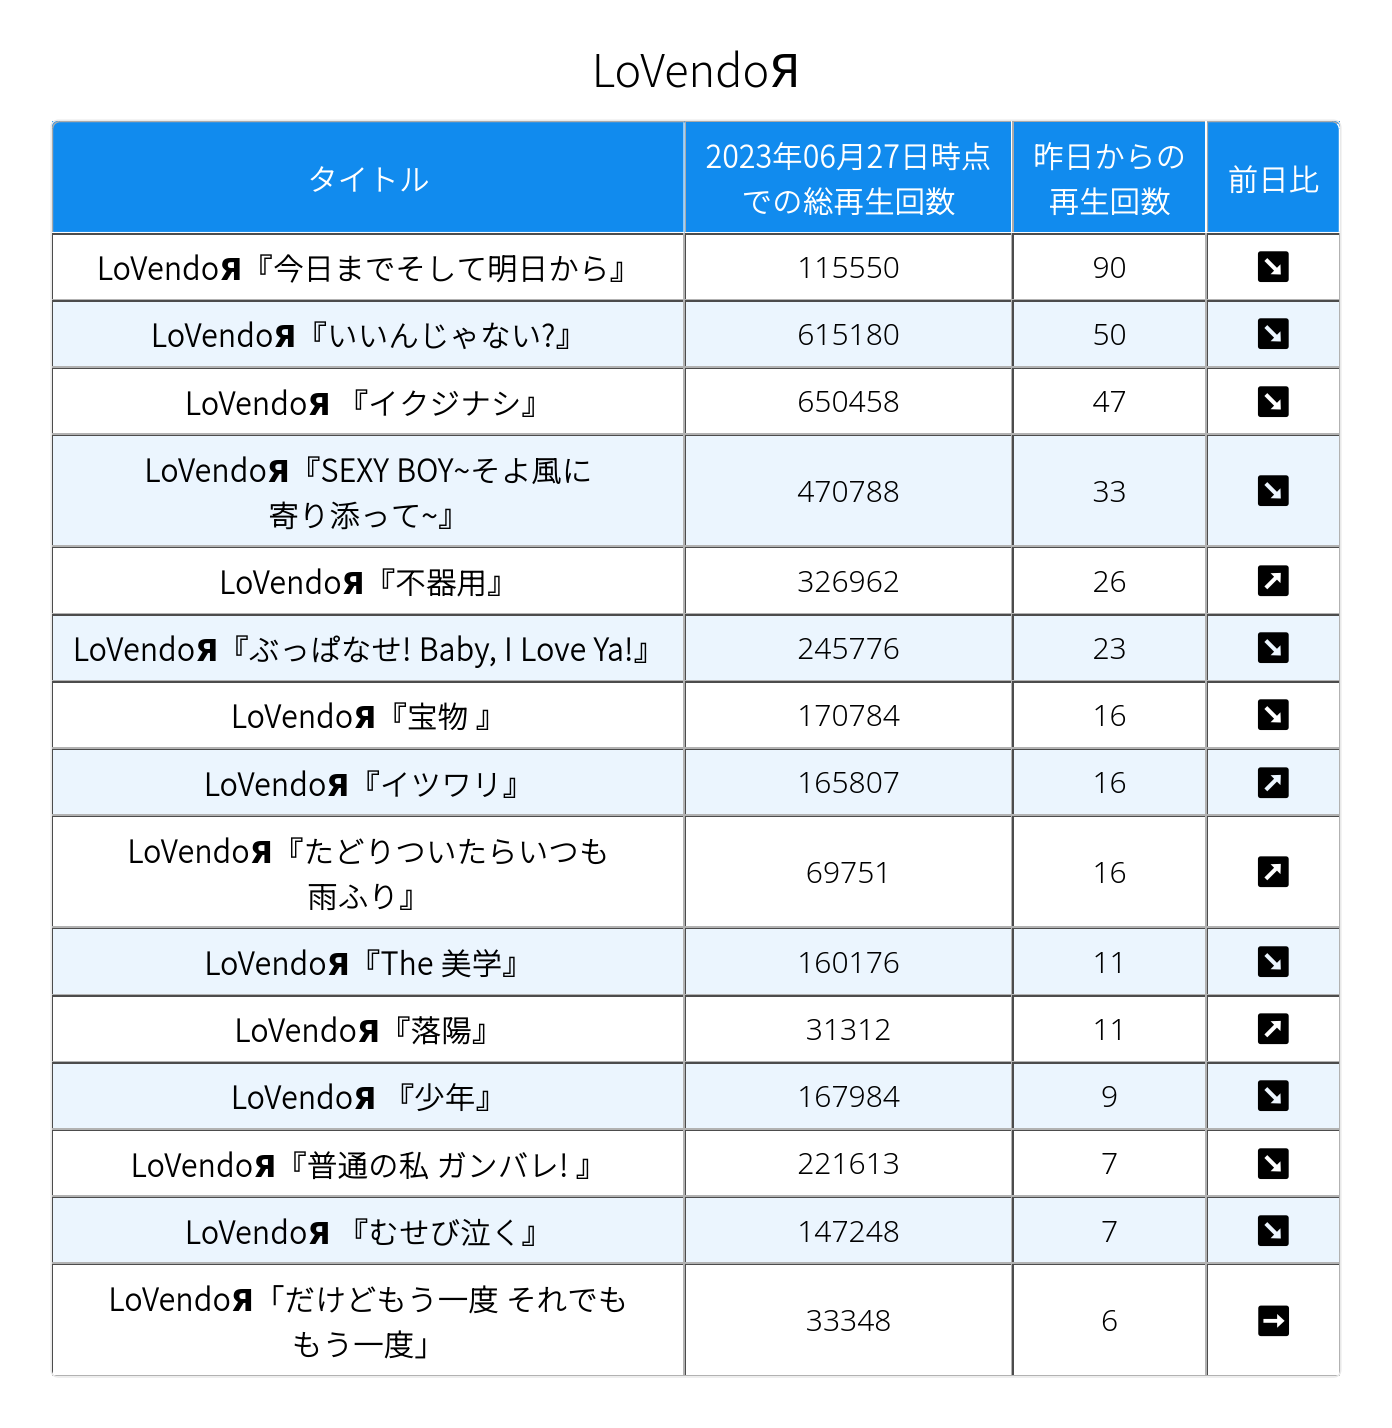 LoVendoЯ
タイトル
2023年06月27日時点
での総再生回数
昨日からの
再生回数
前日比
LoVendoЯ『今日までそして明日から』 115550 90
LoVendoЯ『いいんじゃない?』 615180 50
LoVendoЯ 『イクジナシ』 650458 47
LoVendoЯ『SEXY BOY~そよ風に
寄り添って~』 470788 33
LoVendoЯ『不器用』 326962 26
LoVendoЯ『ぶっぱなせ! Baby, I Love Ya!』 245776 23
LoVendoЯ『宝物 』 170784 16
LoVendoЯ『イツワリ』 165807 16
LoVendoЯ『たどりついたらいつも
雨ふり』 69751 16
LoVendoЯ『The 美学』 160176 11
LoVendoЯ『落陽』 31312 11
LoVendoЯ 『少年』 167984 9
LoVendoЯ『普通の私 ガンバレ! 』 221613 7
LoVendoЯ 『むせび泣く』 147248 7
LoVendoЯ「だけどもう一度 それでも
もう一度」 33348 6